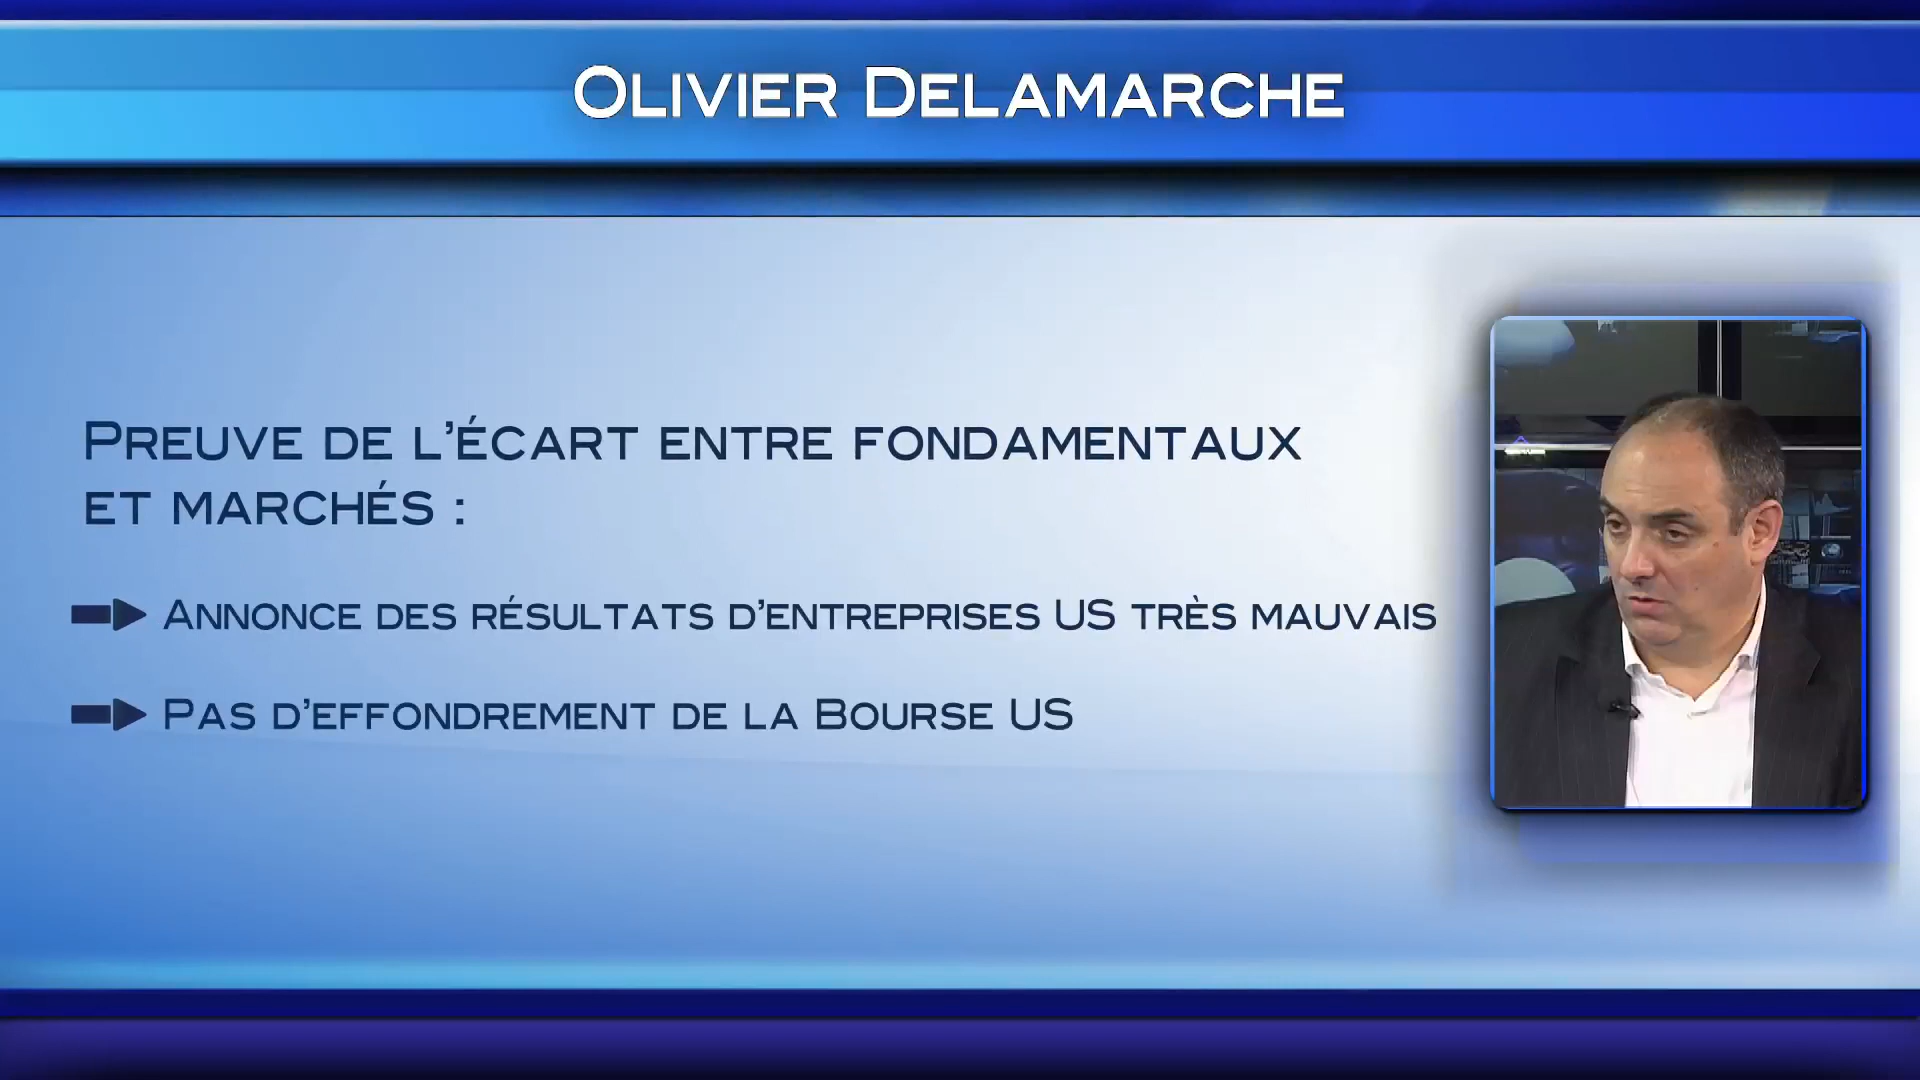 Olivier Delamarche
Preuve de l'écart entre fondamentaux
et marchés :
Annonce des résultats d'entreprises US très mauvais
Pas d'effondrement de la Bourse US